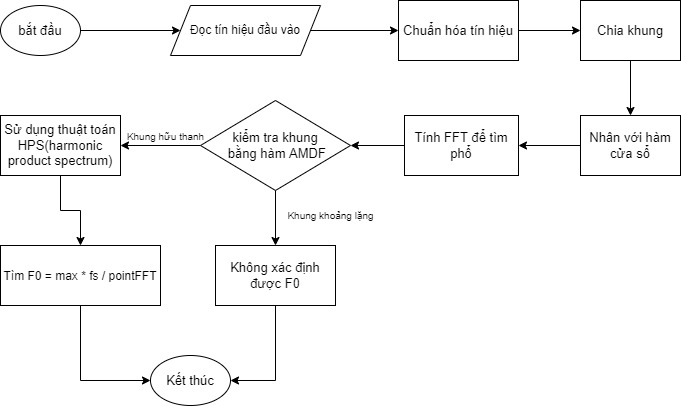 bắt đầu
Đọc tín hiệu đầu vào
Chuẩn hóa tín hiệu
Chia khung
Sử dụng thuật toán
HPS(harmonic
product spectrum)
Khung hữu thanh
kiểm tra khung
bằng hàm AMDF
Tính FFT để tìm
phổ
Nhân với hàm
cửa sổ
Khung khoảng lặng
Tìm F0 = max * fs / pointFFT
Không xác định
được F0
Kết thúc